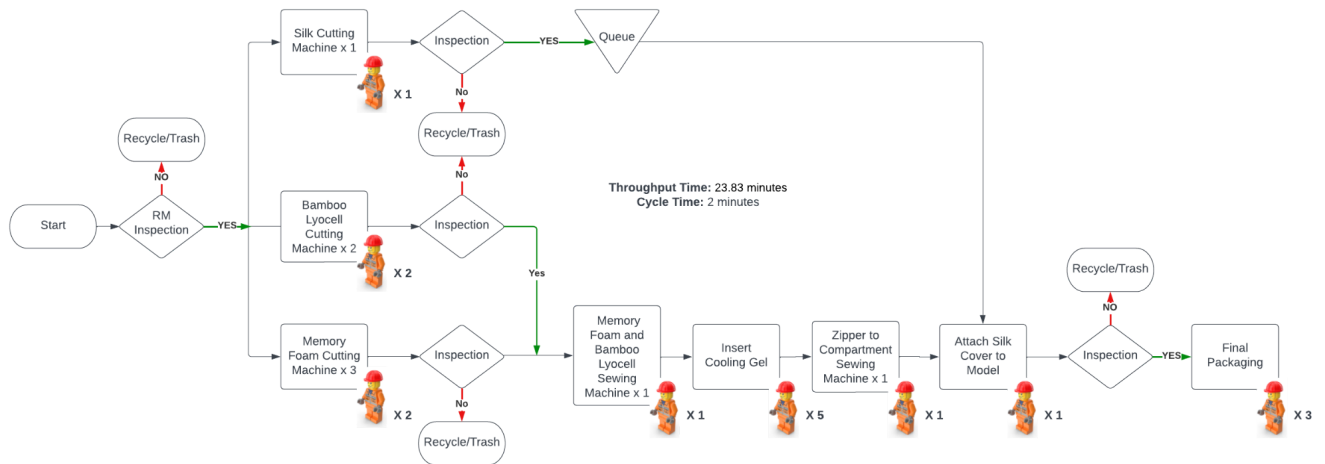 Silk Cutting
Machine x 1
X 1
Inspection
YES
No
Queue
Recycle/Trash
Recycle/Trash
NO
Start
RM
Inspection
YES
Bamboo
Lyocell
Cutting
Machine x 2
X 2
No
Inspection
Yes
Throughput Time: 23.83 minutes
Cycle Time: 2 minutes
Memory
Foam Cutting
Machine x 3
X 2
Inspection
No
Recycle/Trash
Memory
Foam and
Bamboo
Lyocell
Sewing
Machine x 1
X 1
Insert
Cooling Gel
X 5
Zipper to
Compartment
Sewing
Machine x 1
X 1
Attach Silk
Cover to
Model
X 1
Recycle/Trash
NO
Inspection
YES
Final
Packaging
X 3